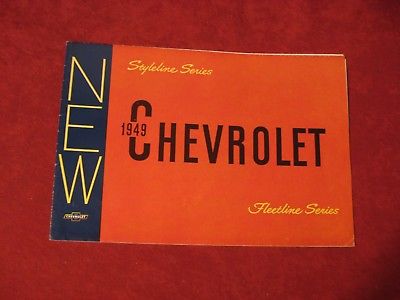 NEW
CHEVROLET
Styleline Series
1949
CHEVROLET
Fleetline Series